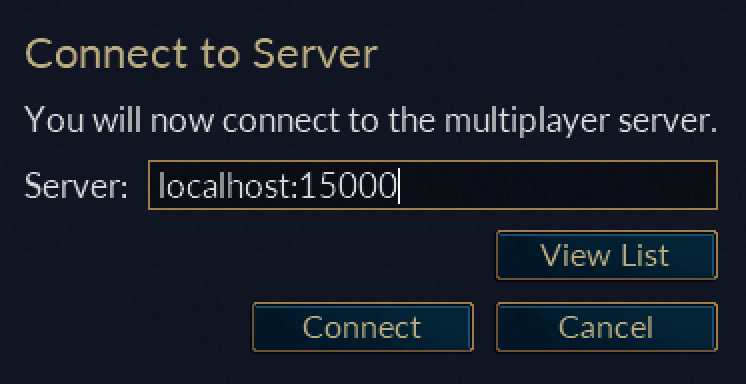 Connect to Server
You will now connect to the multiplayer server.
Server: localhost:15000
View List
Connect Cancel